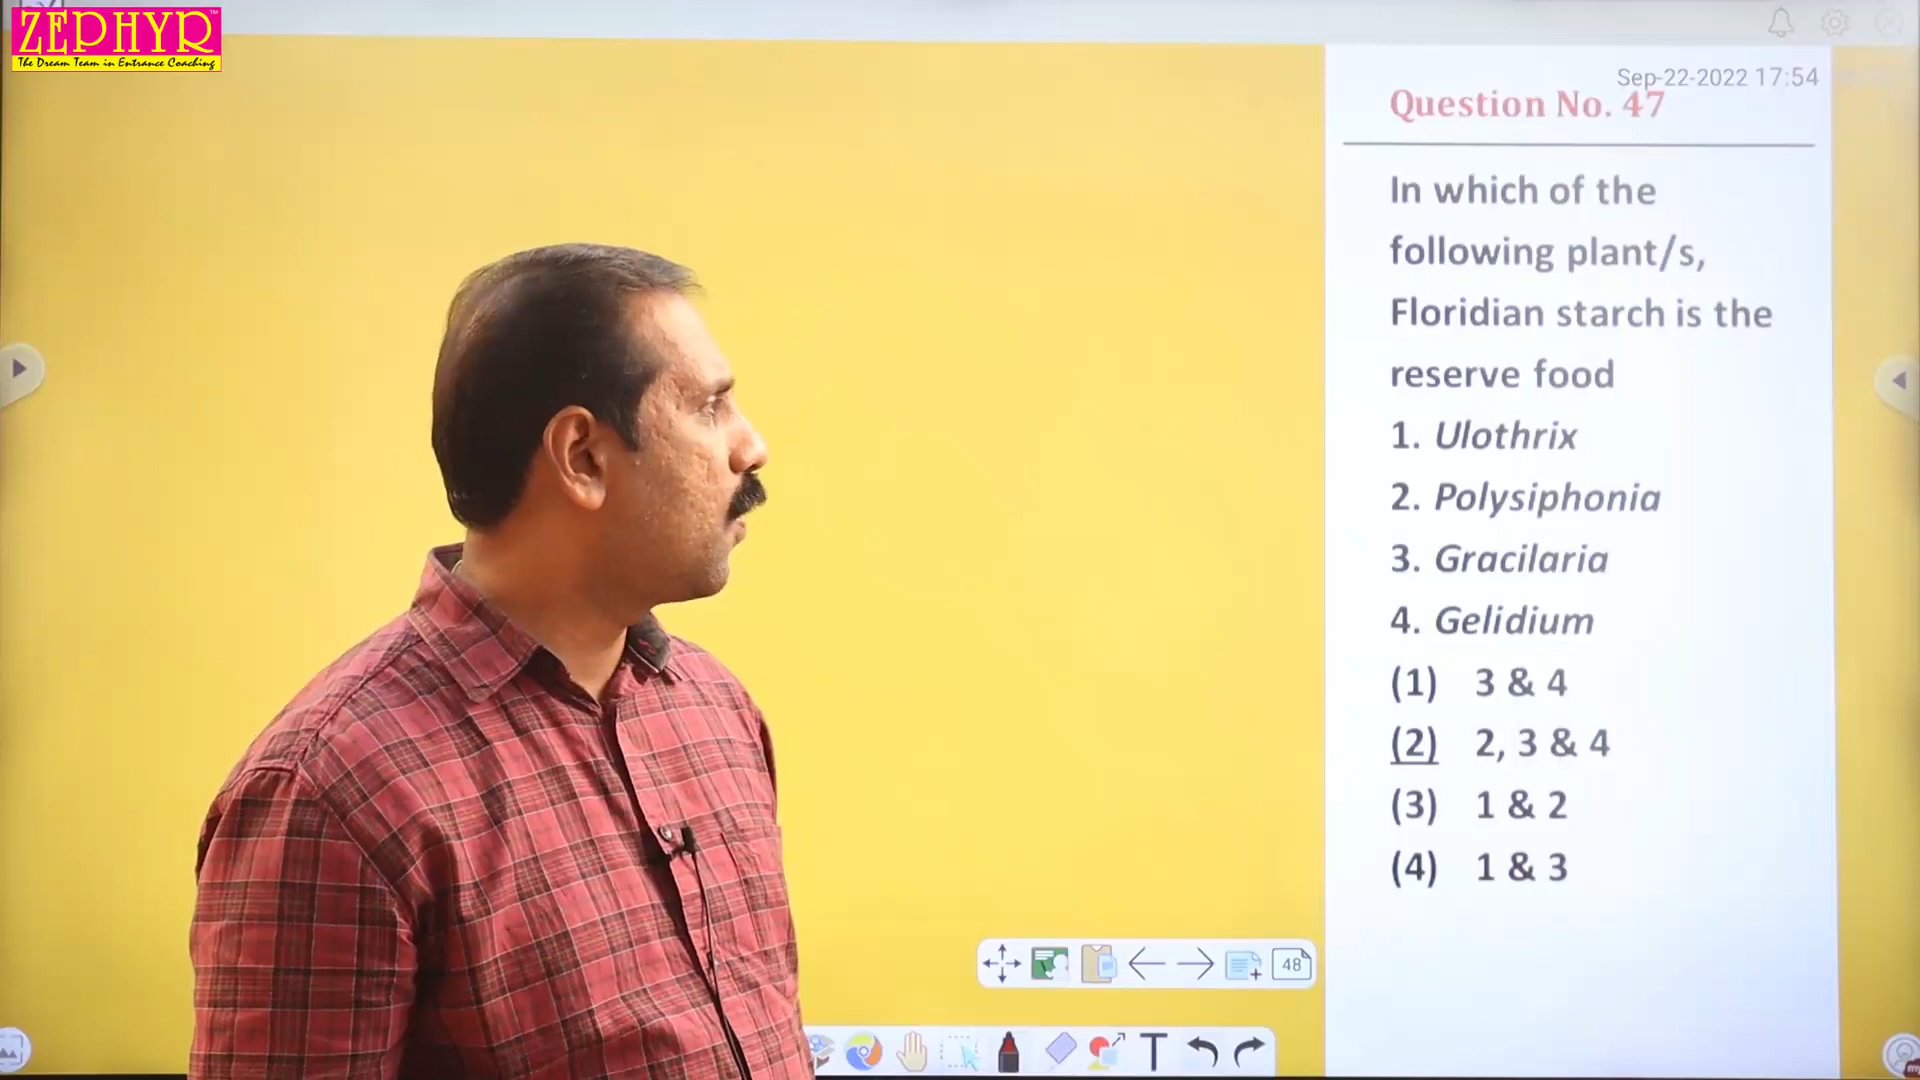 ZEPHYR™
The Dream Team in Entrance Coaching
Sep-22-2022 17:54
Question No. 47
In which of the
following plant/s,
Floridian starch is the
reserve food
1. Ulothrix
2. Polysiphonia
3. Gracilaria
4. Gelidium
(1) 3 & 4
(2) 2, 3 & 4
(3) 1 & 2
(4) 1 & 3
48
T